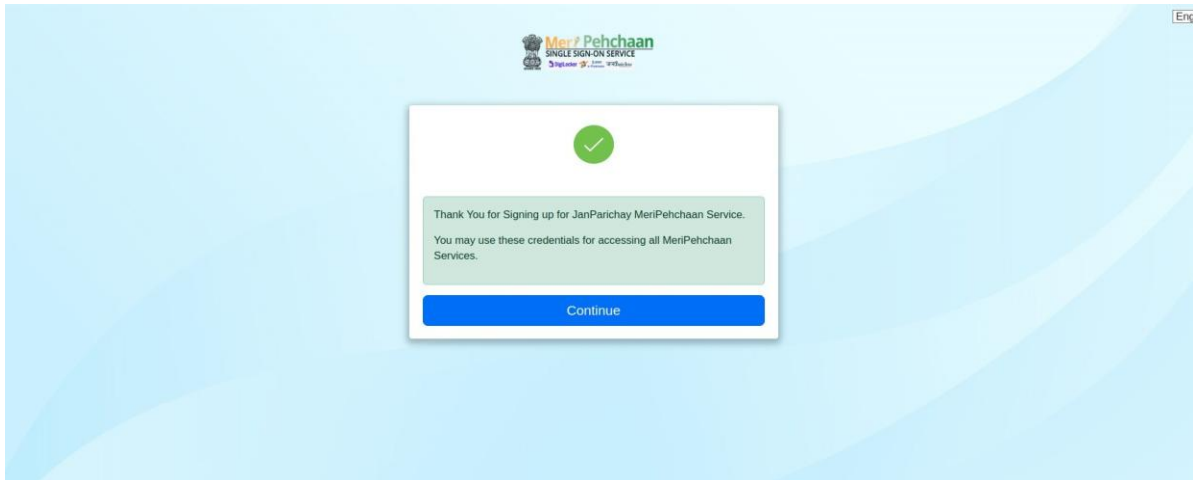 Eng
Meri Pehchaan
SINGLE SIGN-ON SERVICE
DigiLocker
Thank You for Signing up for JanParichay MeriPehchaan Service.
You may use these credentials for accessing all MeriPehchaan
Services.
Continue